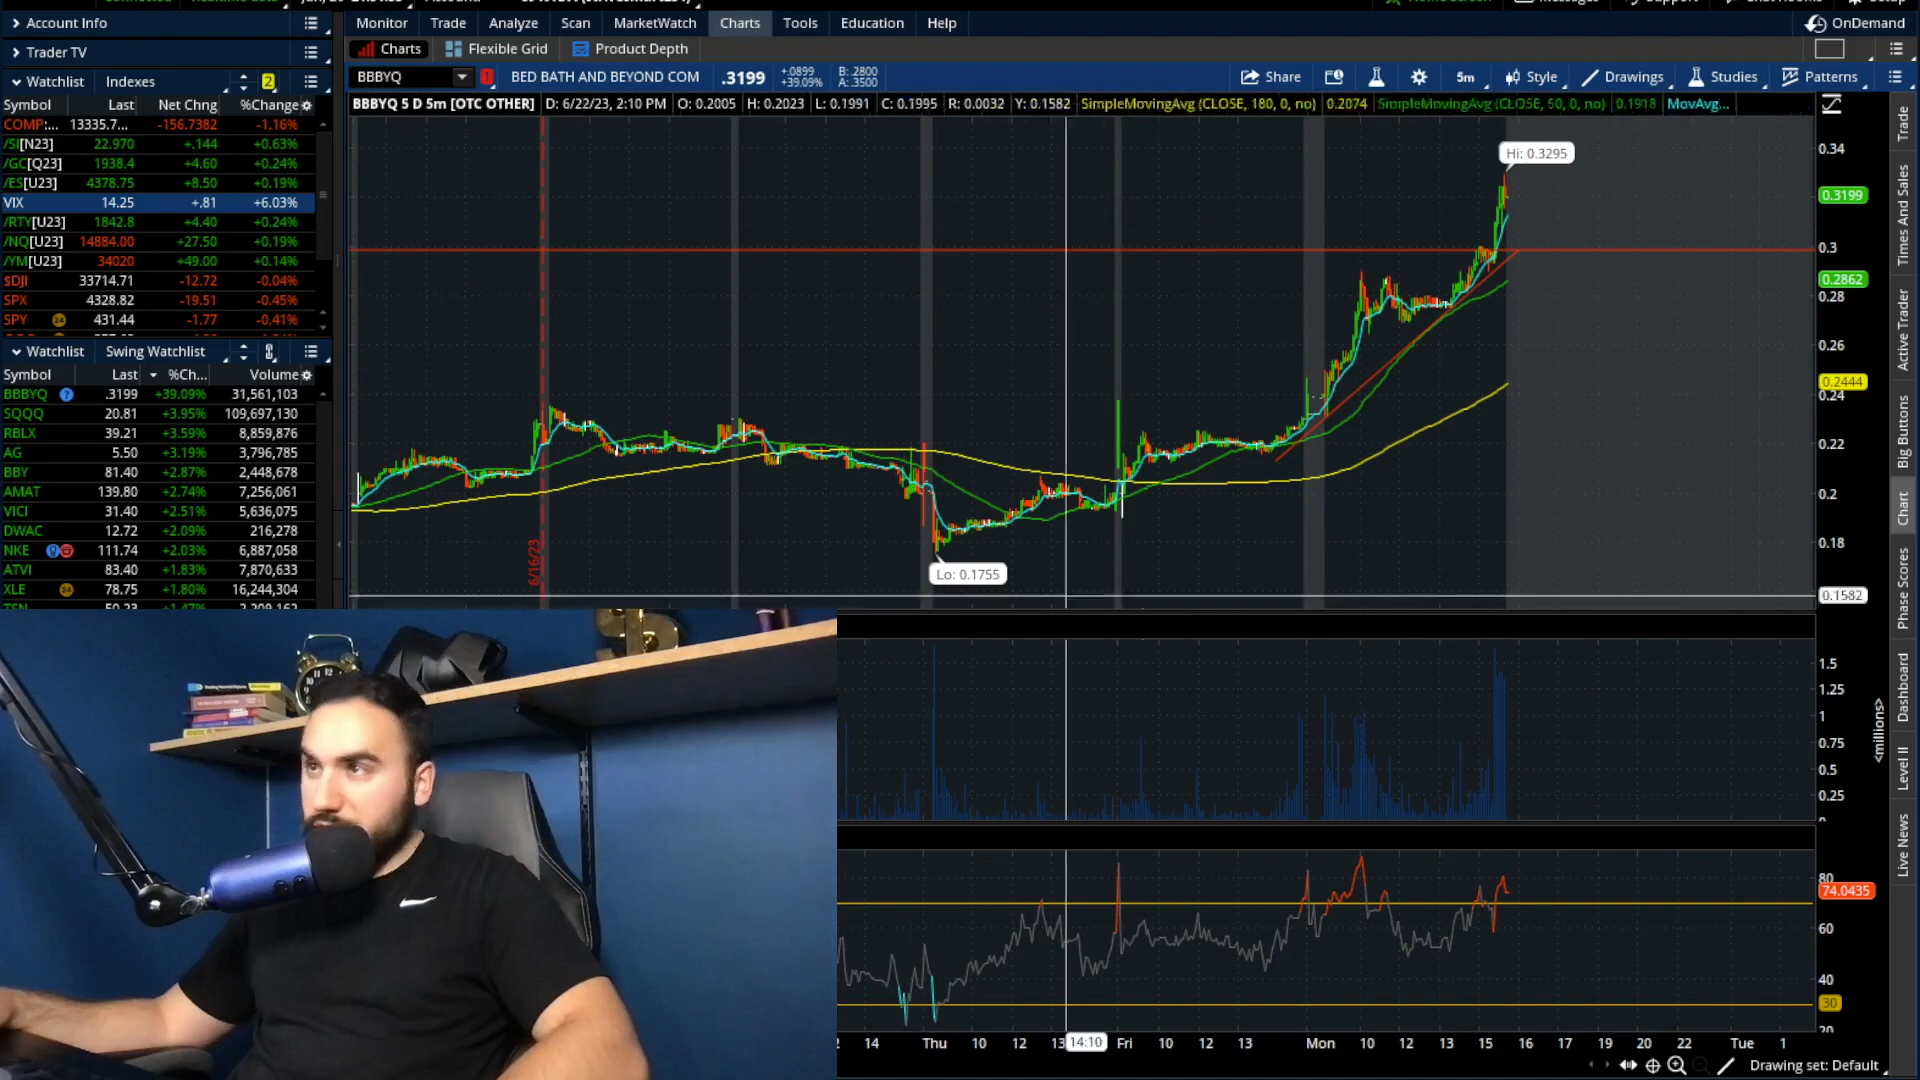 Account Info
Trader TV
Watchlist Indexes 2
Symbol Last Net Chng %Change
COMP:... 13335.7... -156.7382 -1.16%
/SI[N23] 22.970 +.144 +0.63%
/GC[Q23] 1938.4 +4.60 +0.24%
/ES[U23] 4378.75 +8.50 +0.19%
VIX 14.25 +.81 +6.03%
/RTY[U23] 1842.8 +4.40 +0.24%
/NQ[U23] 14884.00 +27.50 +0.19%
/YM[U23] 34020 +49.00 +0.14%
$DJI 33714.71 -12.72 -0.04%
SPX 4328.82 -19.51 -0.45%
SPY 24 431.44 -1.77 -0.41%
Watchlist Swing Watchlist
Symbol Last %Ch... Volume
BBBYQ ? .3199 +39.09% 31,561,103
SQQQ 20.81 +3.95% 109,697,130
RBLX 39.21 +3.59% 8,859,876
AG 5.50 +3.19% 3,796,785
BBY 81.40 +2.87% 2,448,678
AMAT 139.80 +2.74% 7,256,061
VICI 31.40 +2.51% 5,636,075
DWAC 12.72 +2.09% 216,278
NKE 111.74 +2.03% 6,887,058
ATVI 83.40 +1.83% 7,870,633
XLE 24 78.75 +1.80% 16,244,304
Monitor Trade Analyze Scan MarketWatch Charts Tools Education Help
OnDemand
Charts Flexible Grid Product Depth
BBBYQ BED BATH AND BEYOND COM .3199 +.0899 B: .2800
+39.09% A: .3500
Share 5m Style Drawings Studies Patterns
BBBYQ 5 D 5m [OTC OTHER] D: 6/22/23, 2:10 PM O: 0.2005 H: 0.2023 L: 0.1991 C: 0.1995 R: 0.0032 Y: 0.1582 SimpleMovingAvg (CLOSE, 180, 0, no) 0.2074 SimpleMovingAvg (CLOSE, 50, 0, no) 0.1918 MovAvg...
Hi: 0.3295
Lo: 0.1755
6/16/23
0.34
0.3199
0.3
0.2862
0.28
0.26
0.2444
0.24
0.22
0.2
0.18
0.1582
1.5
1.25
1
0.75
0.5
0.25
<millions>
80
74.0435
60
40
30
20
14 Thu 10 12 13 14:10 Fri 10 12 13 Mon 10 12 13 15 16 17 19 20 22 Tue 1
Drawing set: Default
Trade
Times And Sales
Active Trader
Big Buttons
Chart
Phase Scores
Dashboard
Level II
Live News